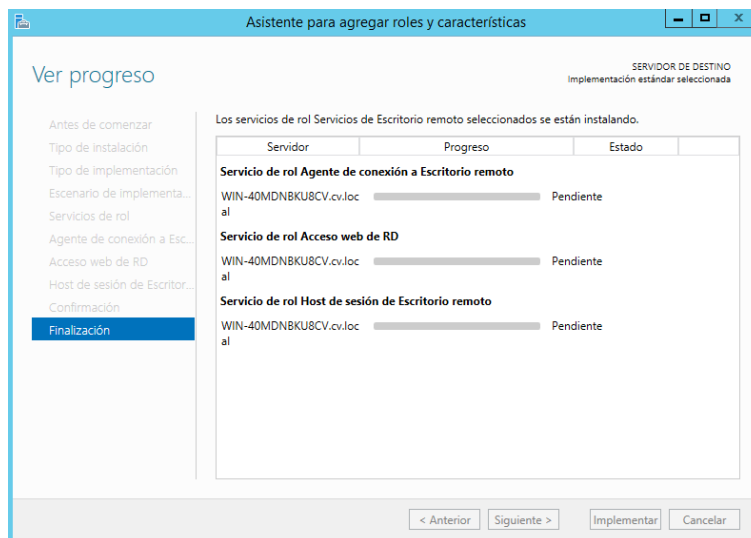 Asistente para agregar roles y características
Ver progreso
SERVIDOR DE DESTINO
Implementación estándar seleccionada
Antes de comenzar
Tipo de instalación
Tipo de implementación
Escenario de implementa...
Servicios de rol
Agente de conexión a Esc...
Acceso web de RD
Host de sesión de Escritor...
Confirmación
Finalización
Los servicios de rol Servicios de Escritorio remoto seleccionados se están instalando.
Servidor Progreso Estado
Servicio de rol Agente de conexión a Escritorio remoto
WIN-40MDNBKU8CV.cv.loc Pendiente
al
Servicio de rol Acceso web de RD
WIN-40MDNBKU8CV.cv.loc Pendiente
al
Servicio de rol Host de sesión de Escritorio remoto
WIN-40MDNBKU8CV.cv.loc Pendiente
al
< Anterior Siguiente > Implementar Cancelar